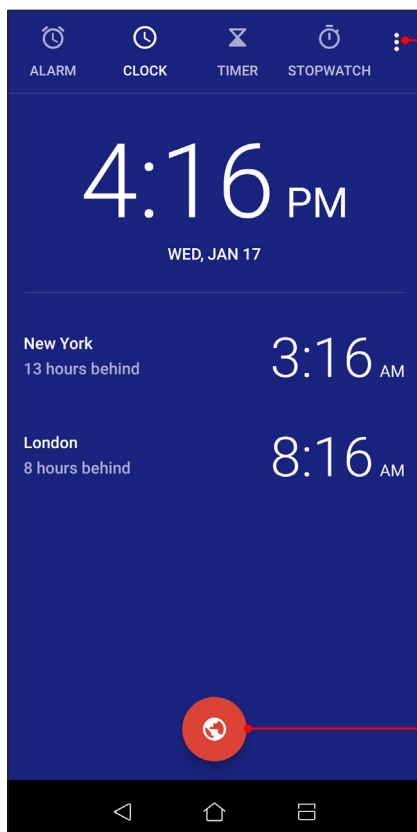 ALARM CLOCK TIMER STOPWATCH
4:16 PM
WED, JAN 17
New York
13 hours behind
3:16 AM
London
8 hours behind
8:16 AM